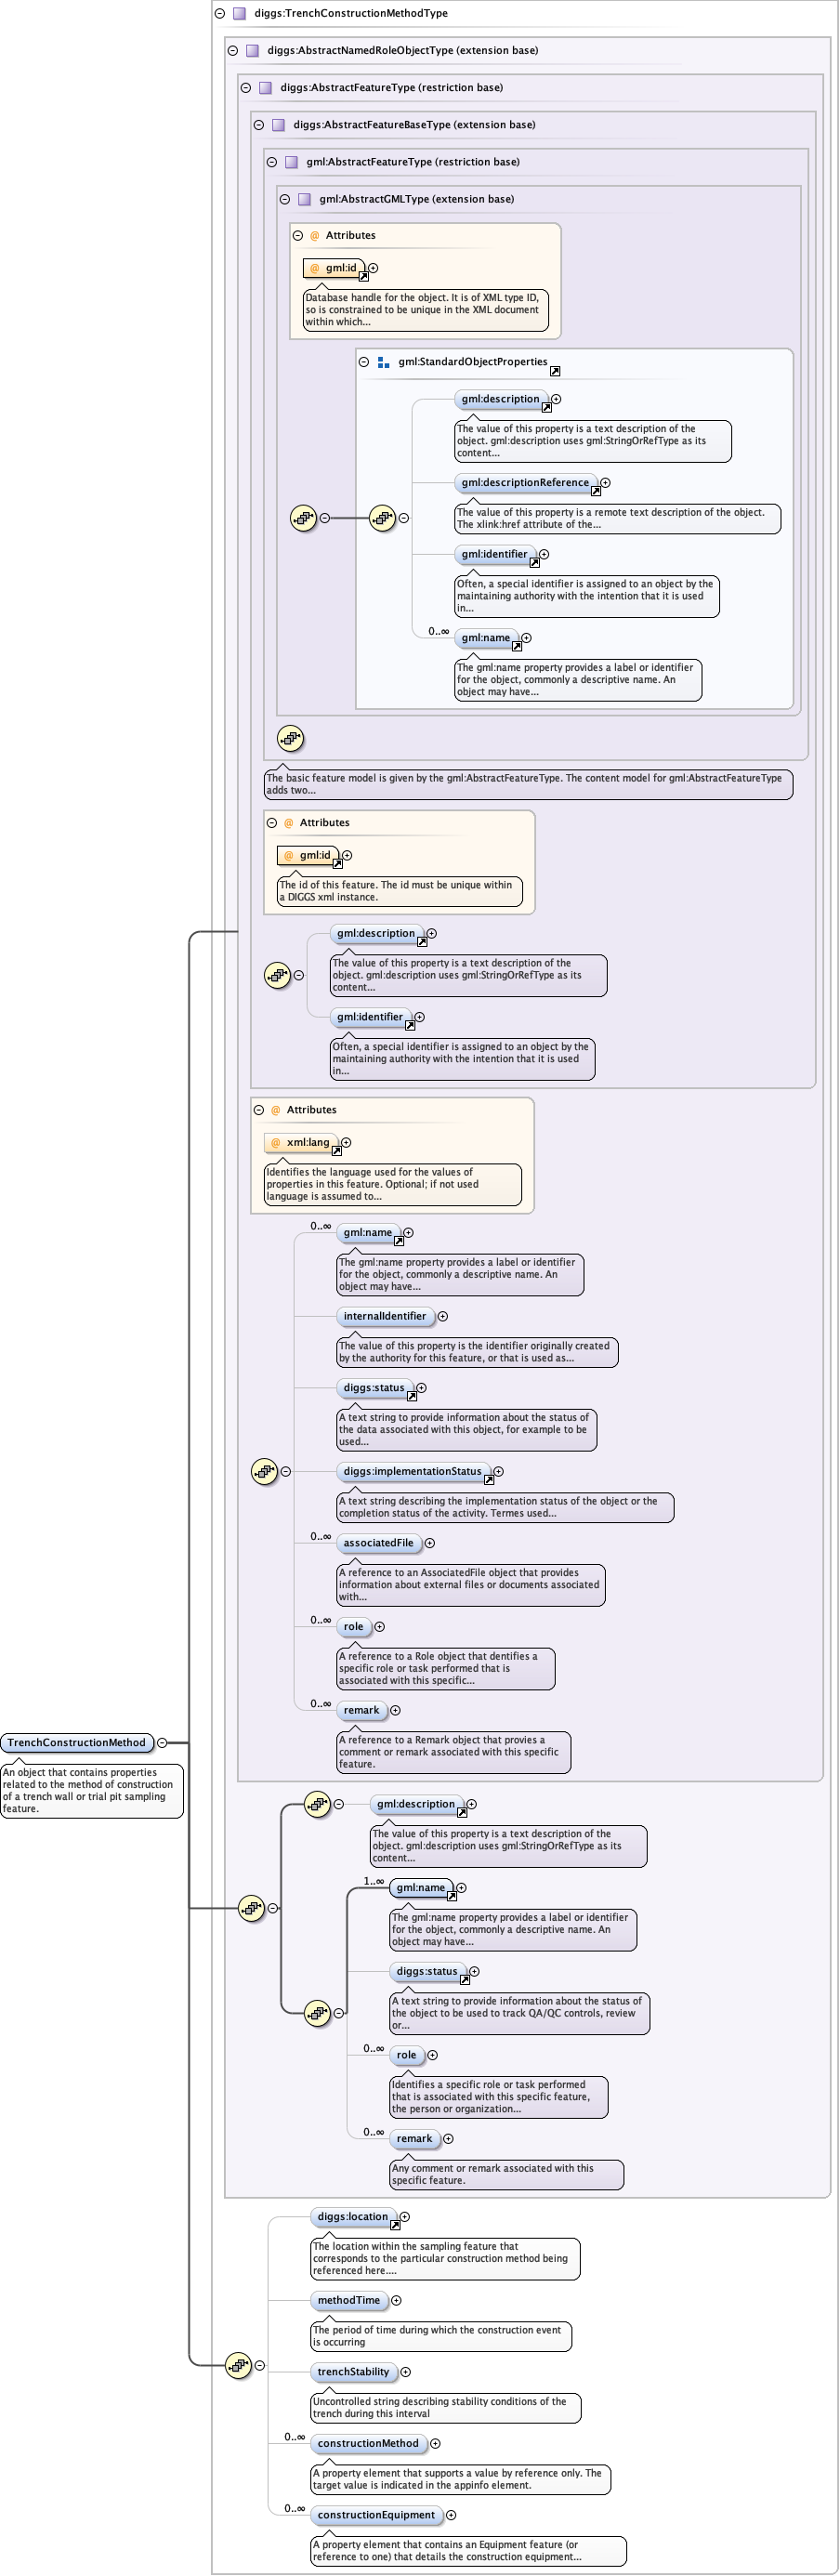 diggs:TrenchConstructionMethodType
diggs:AbstractNamedRoleObjectType (extension base)
diggs:AbstractFeatureType (restriction base)
diggs:AbstractFeatureBaseType (extension base)
gml:AbstractFeatureType (restriction base)
gml:AbstractGMLType (extension base)
@ Attributes
@ gml:id
Database handle for the object. It is of XML type ID,
so is constrained to be unique in the XML document
within which...
gml:StandardObjectProperties
gml:description
The value of this property is a text description of the
object. gml:description uses gml:StringOrRefType as its
content...
gml:descriptionReference
The value of this property is a remote text description of the object.
The xlink:href attribute of the...
gml:identifier
Often, a special identifier is assigned to an object by the
maintaining authority with the intention that it is used
in...
0..∞
gml:name
The gml:name property provides a label or identifier
for the object, commonly a descriptive name. An
object may have...
The basic feature model is given by the gml:AbstractFeatureType. The content model for gml:AbstractFeatureType
adds two...
@ Attributes
@ gml:id
The id of this feature. The id must be unique within
a DIGGS xml instance.
gml:description
The value of this property is a text description of the
object. gml:description uses gml:StringOrRefType as its
content...
gml:identifier
Often, a special identifier is assigned to an object by the
maintaining authority with the intention that it is used
in...
@ Attributes
@ xml:lang
Identifies the language used for the values of
properties in this feature. Optional; if not used
language is assumed to...
0..∞
gml:name
The gml:name property provides a label or identifier
for the object, commonly a descriptive name. An
object may have...
internalIdentifier
The value of this property is the identifier originally created
by the authority for this feature, or that is used as...
diggs:status
A text string to provide information about the status of
the data associated with this object, for example to be
used...
diggs:implementationStatus
A text string describing the implementation status of the object or the
completion status of the activity. Termes used...
0..∞
associatedFile
A reference to an AssociatedFile object that provides
information about external files or documents associated
with...
0..∞
role
A reference to a Role object that dentifies a
specific role or task performed that is
associated with this specific...
0..∞
remark
A reference to a Remark object that provies a
comment or remark associated with this specific
feature.
TrenchConstructionMethod
An object that contains properties
related to the method of construction
of a trench wall or trial pit sampling
feature.
gml:description
The value of this property is a text description of the
object. gml:description uses gml:StringOrRefType as its
content...
1..∞
gml:name
The gml:name property provides a label or identifier
for the object, commonly a descriptive name. An
object may have...
diggs:status
A text string to provide information about the status of
the object to be used to track QA/QC controls, review
or...
0..∞
role
Identifies a specific role or task performed
that is associated with this specific feature,
the person or organization...
0..∞
remark
Any comment or remark associated with this
specific feature.
diggs:location
The location within the sampling feature that
corresponds to the particular construction method being
referenced here....
methodTime
The period of time during which the construction event
is occurring
trenchStability
Uncontrolled string describing stability conditions of the
trench during this interval
0..∞
constructionMethod
A property element that supports a value by reference only. The
target value is indicated in the appinfo element.
0..∞
constructionEquipment
A property element that contains an Equipment feature (or
reference to one) that details the construction equipment...